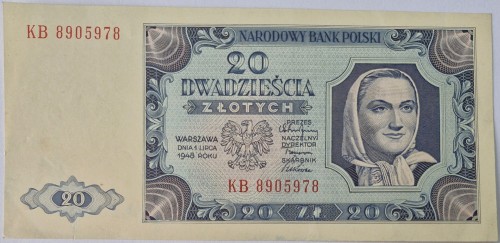 KB 8905978
NARODOWY BANK POLSKI
20
DWADZIEŚCIA
ZŁOTYCH
WARSZAWA
DNIA 1 LIPCA
1948 ROKU
PREZES
NACZELNY
DYREKTOR
SKARBNIK
KB 8905978
20
20 ZŁ 20